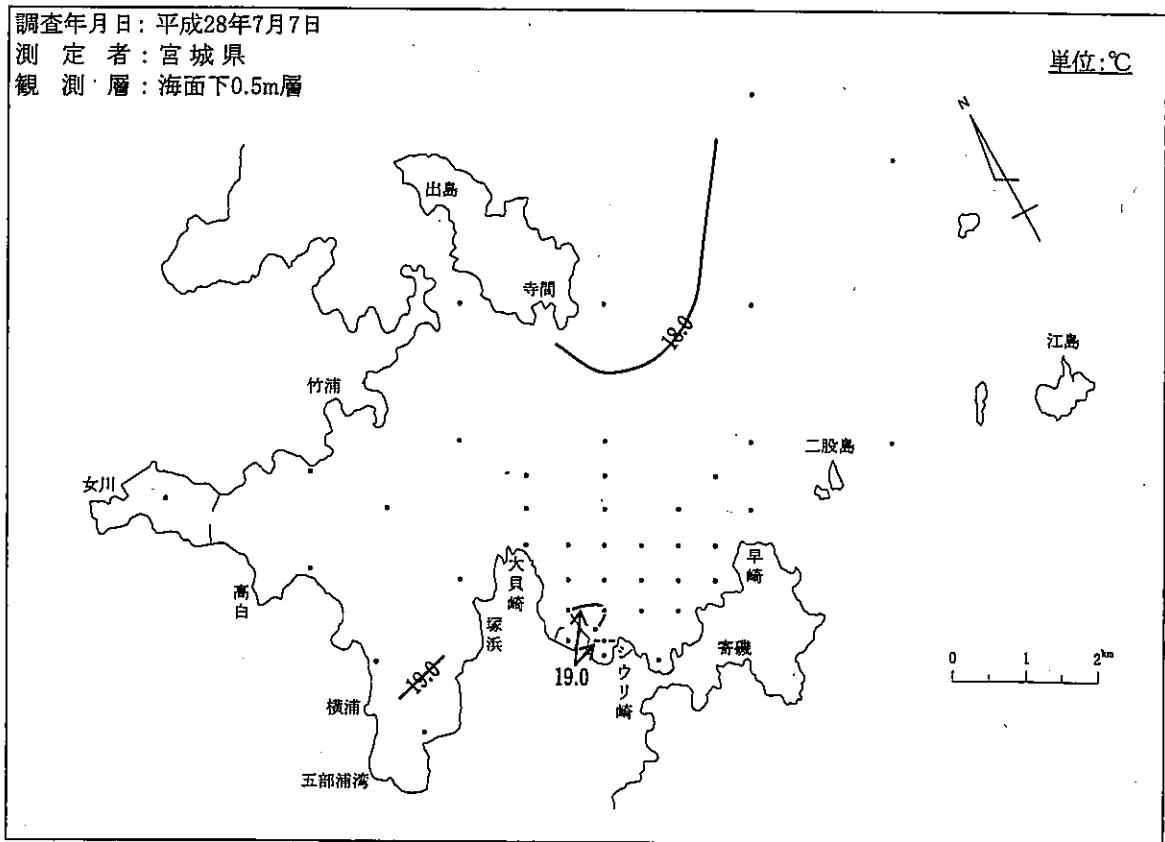 調査年月日：平成28年7月7日
測定者：宮城県
観測層：海面下0.5m層
単位：℃
N
出島
寺間
18.0
江島
竹浦
二股島
女川
大貝崎
早崎
高白
塚浜
シウリ崎
寄磯
19.0
19.0
横浦
五部浦湾
0 1 2km